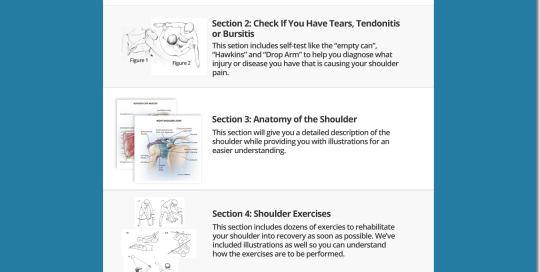 Section 2: Check If You Have Tears, Tendonitis
or Bursitis
This setion includes self-test like the "empty can",
"Hawkins" and "Drop Arm" to help you diagnose what
injury or disease you have that is causing your shoulder
pain.
Figure 1
Figure 2
Section 3: Anatomy of the Shoulder
This section will give you a detailed description of the
shoulder while providing you with illustrations for an
easier understanding.
Section 4: Shoulder Exercises
This section includes dozens of exercies to rehabilitate
your shoulder into recovery as soon as possible. We've
included illustrations as well so you can understand
how the exercises are to be performed.